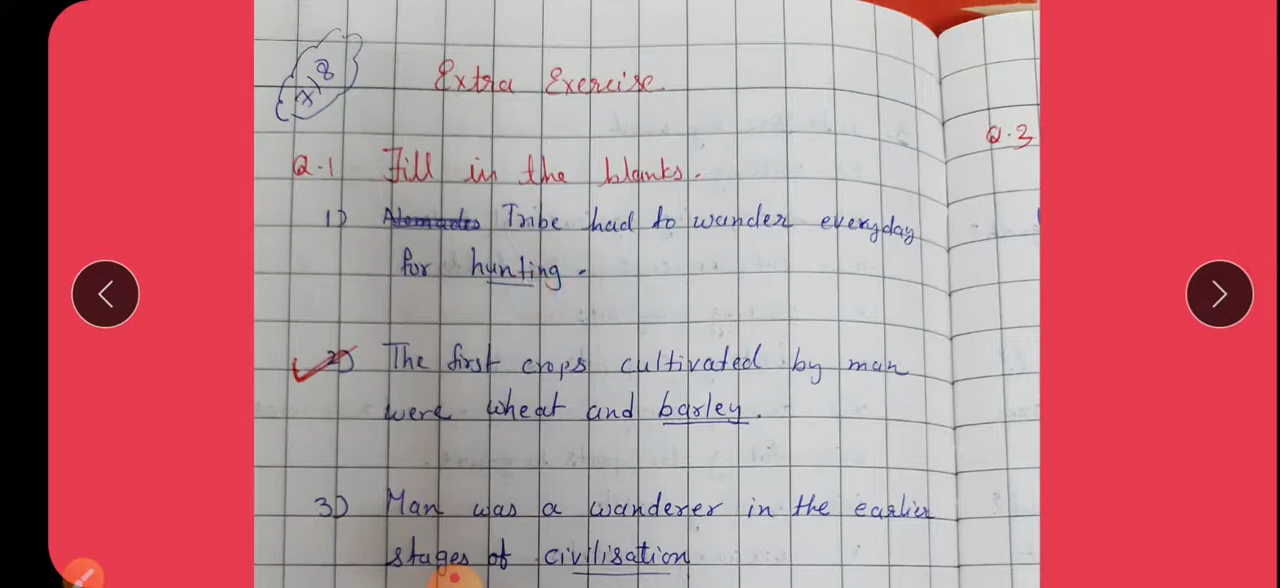 7/8
Extra Exercise
Q.1 Fill in the blanks.
1) Tribe had to wander everyday
for hunting.
2) The first crops cultivated by man
were wheat and barley.
3) Man was a wanderer in the earlier
stages of civilisation
Q.3